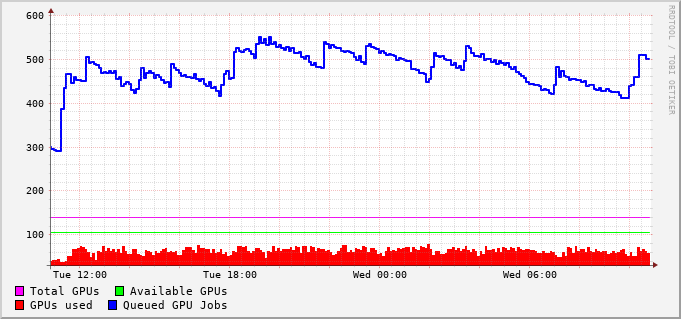 600
500
400
300
200
100
Tue 12:00 Tue 18:00 Wed 00:00 Wed 06:00
Total GPUs Available GPUs
GPUs used Queued GPU Jobs
RRDTOOL / TOBI OETIKER